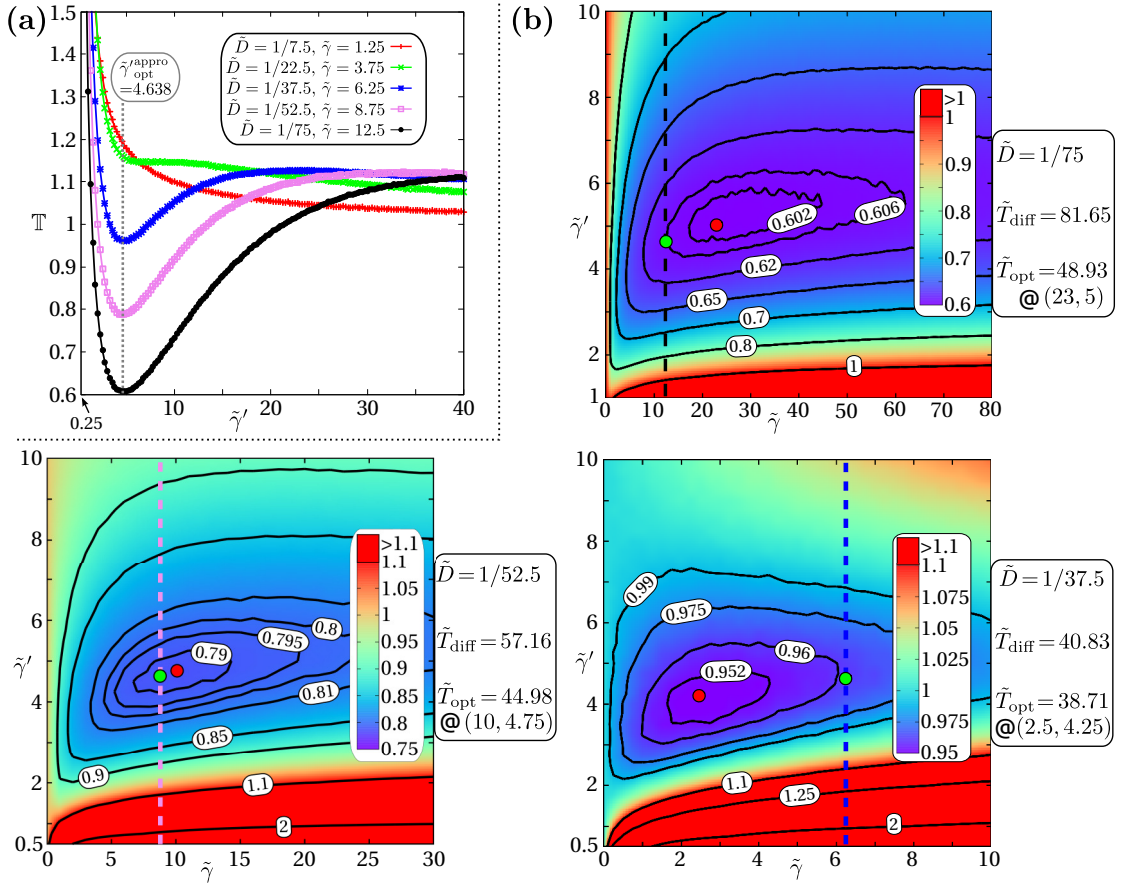 (a)
1.5
1.4
1.3
1.2
1.1
1
0.9
0.8
0.7
0.6
𝕋
γ̃′ appro opt
=4.638
D̃ = 1/7.5, γ̃ = 1.25
D̃ = 1/22.5, γ̃ = 3.75
D̃ = 1/37.5, γ̃ = 6.25
D̃ = 1/52.5, γ̃ = 8.75
D̃ = 1/75, γ̃ = 12.5
0.25
10 20 30 40
γ̃′
(b)
10
8
6
4
2
1
γ̃′
0 10 20 30 40 50 60 70 80
γ̃
0.602
0.606
0.62
0.65
0.7
0.8
1
>1
1
0.9
0.8
0.7
0.6
D̃ = 1/75
T̃diff = 81.65
T̃opt = 48.93
@ (23, 5)
10
8
6
4
2
0.5
γ̃′
0 5 10 15 20 25 30
γ̃
0.79
0.795
0.8
0.81
0.85
0.9
1.1
2
>1.1
1.1
1.05
1
0.95
0.9
0.85
0.8
0.75
D̃ = 1/52.5
T̃diff = 57.16
T̃opt = 44.98
@ (10, 4.75)
10
8
6
4
2
0.5
γ̃′
0 2 4 6 8 10
γ̃
0.99
0.975
0.96
0.952
1.1
1.25
2
>1.1
1.1
1.075
1.05
1.025
1
0.975
0.95
D̃ = 1/37.5
T̃diff = 40.83
T̃opt = 38.71
@(2.5, 4.25)